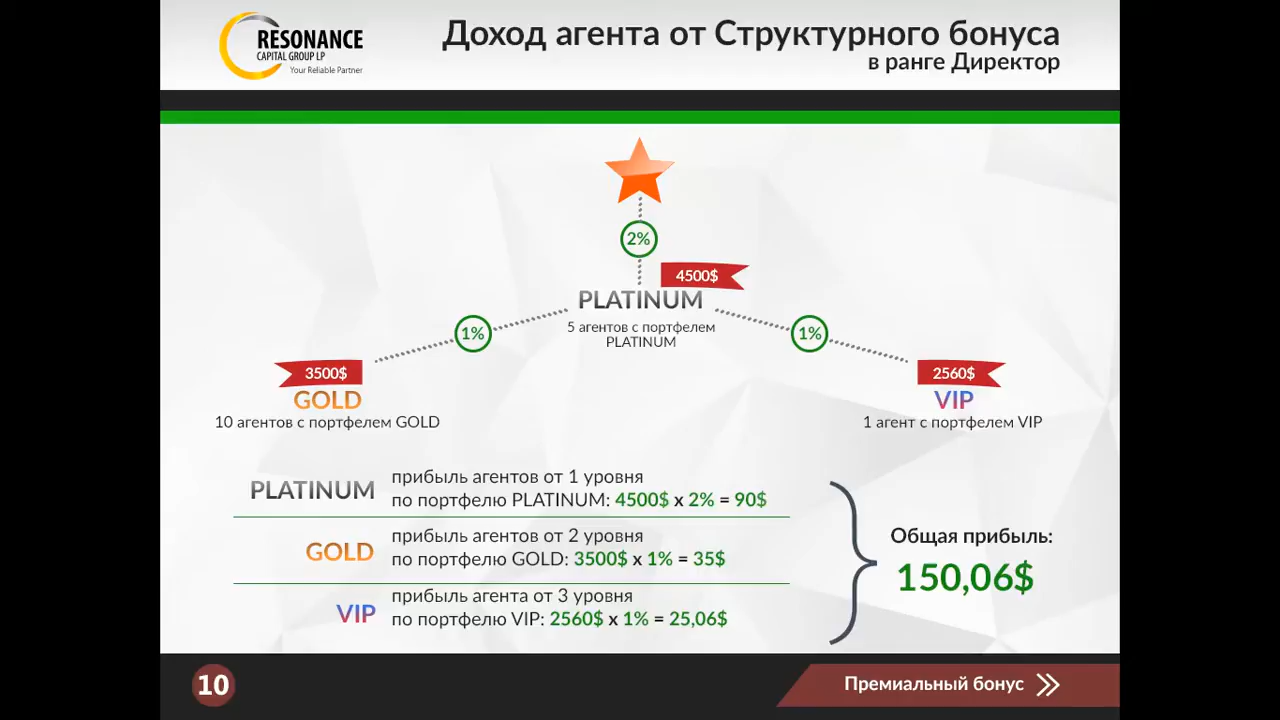 RESONANCE
CAPITAL GROUP LP
Your Reliable Partner
Доход агента от Структурного бонуса
в ранге Директор
2%
4500$
PLATINUM
5 агентов с портфелем
PLATINUM
1%
1%
3500$
GOLD
10 агентов с портфелем GOLD
2560$
VIP
1 агент с портфелем VIP
PLATINUM
прибыль агентов от 1 уровня
по портфелю PLATINUM: 4500$ x 2% = 90$
GOLD
прибыль агентов от 2 уровня
по портфелю GOLD: 3500$ x 1% = 35$
VIP
прибыль агента от 3 уровня
по портфелю VIP: 2560$ x 1% = 25,06$
Общая прибыль:
150,06$
10
Премиальный бонус